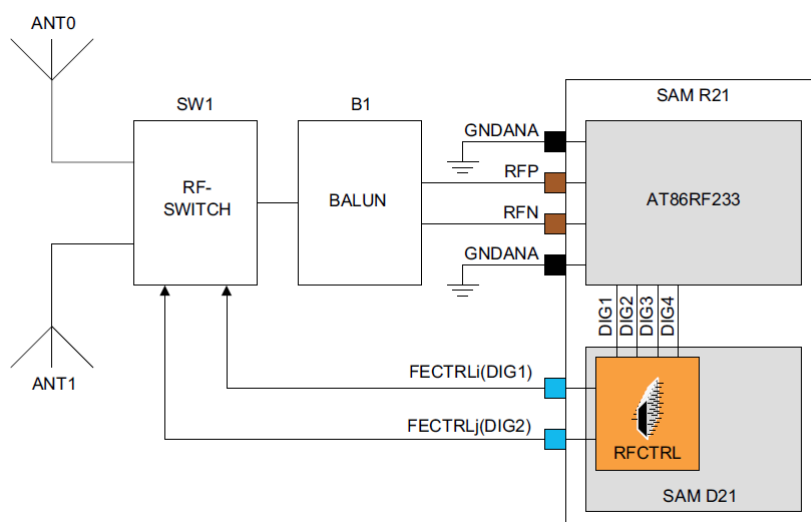 ANT0
SW1
B1
SAM R21
GNDANA
RFP
RFN
GNDANA
RF-
SWITCH
BALUN
AT86RF233
DIG1
DIG2
DIG3
DIG4
ANT1
FECTRLi(DIG1)
FECTRLj(DIG2)
RFCTRL
SAM D21